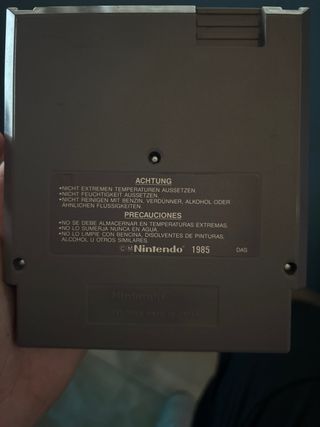 ACHTUNG
•NICHT EXTREMEN TEMPERATUREN AUSSETZEN.
•NICHT FEUCHTIGKEIT AUSSETZEN.
•NICHT REINIGEN MIT BENZIN, VERDÜNNER, ALKOHOL ODER
ÄHNLICHEN FLÜSSIGKEITEN.
PRECAUCIONES
•NO SE DEBE ALMACERNAR EN TEMPERATURAS EXTREMAS.
•NO LO SUMERJA NUNCA EN AGUA.
•NO LO LIMPIE CON BENCINA, DISOLVENTES DE PINTURAS,
ALCOHOL U OTROS SIMILARES.
©Nintendo 1985 DAS
Nintendo